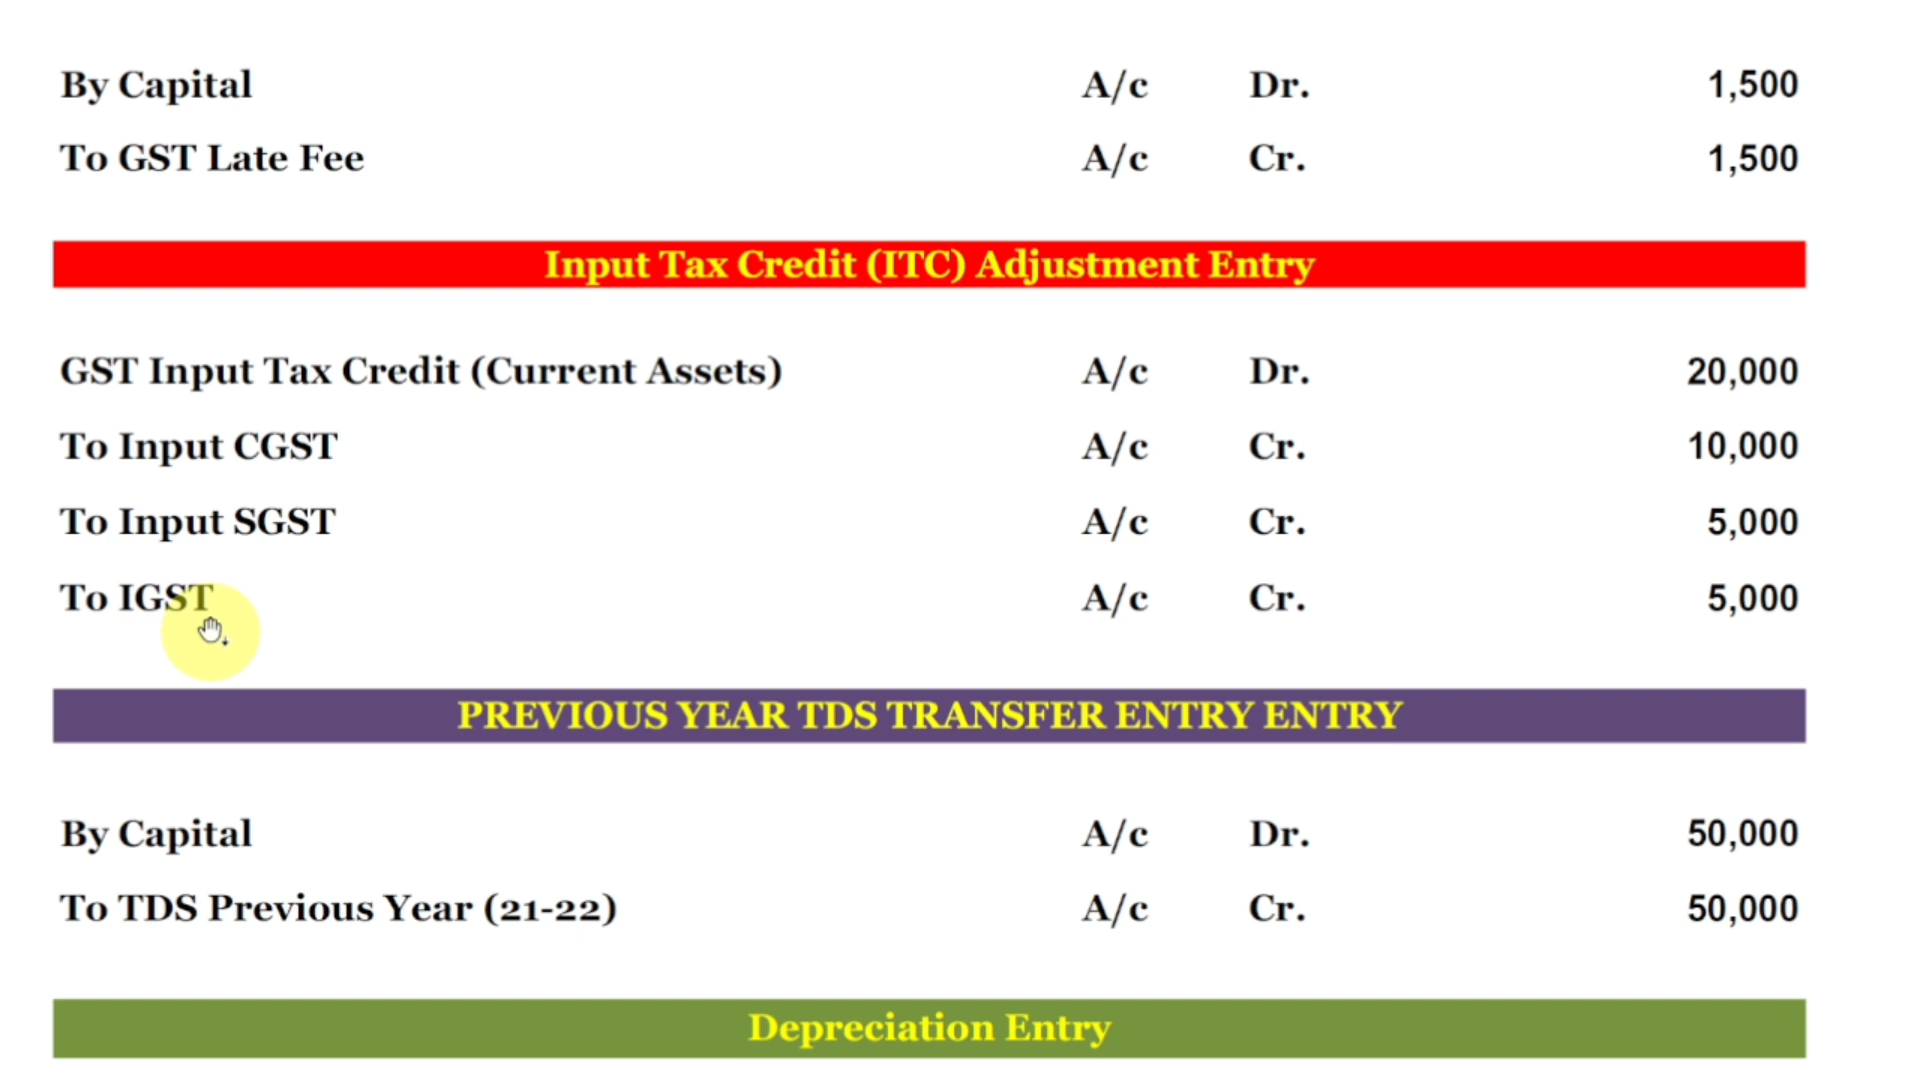 By Capital A/c Dr. 1,500
To GST Late Fee A/c Cr. 1,500
Input Tax Credit (ITC) Adjustment Entry
GST Input Tax Credit (Current Assets) A/c Dr. 20,000
To Input CGST A/c Cr. 10,000
To Input SGST A/c Cr. 5,000
To IGST A/c Cr. 5,000
PREVIOUS YEAR TDS TRANSFER ENTRY ENTRY
By Capital A/c Dr. 50,000
To TDS Previous Year (21-22) A/c Cr. 50,000
Depreciation Entry